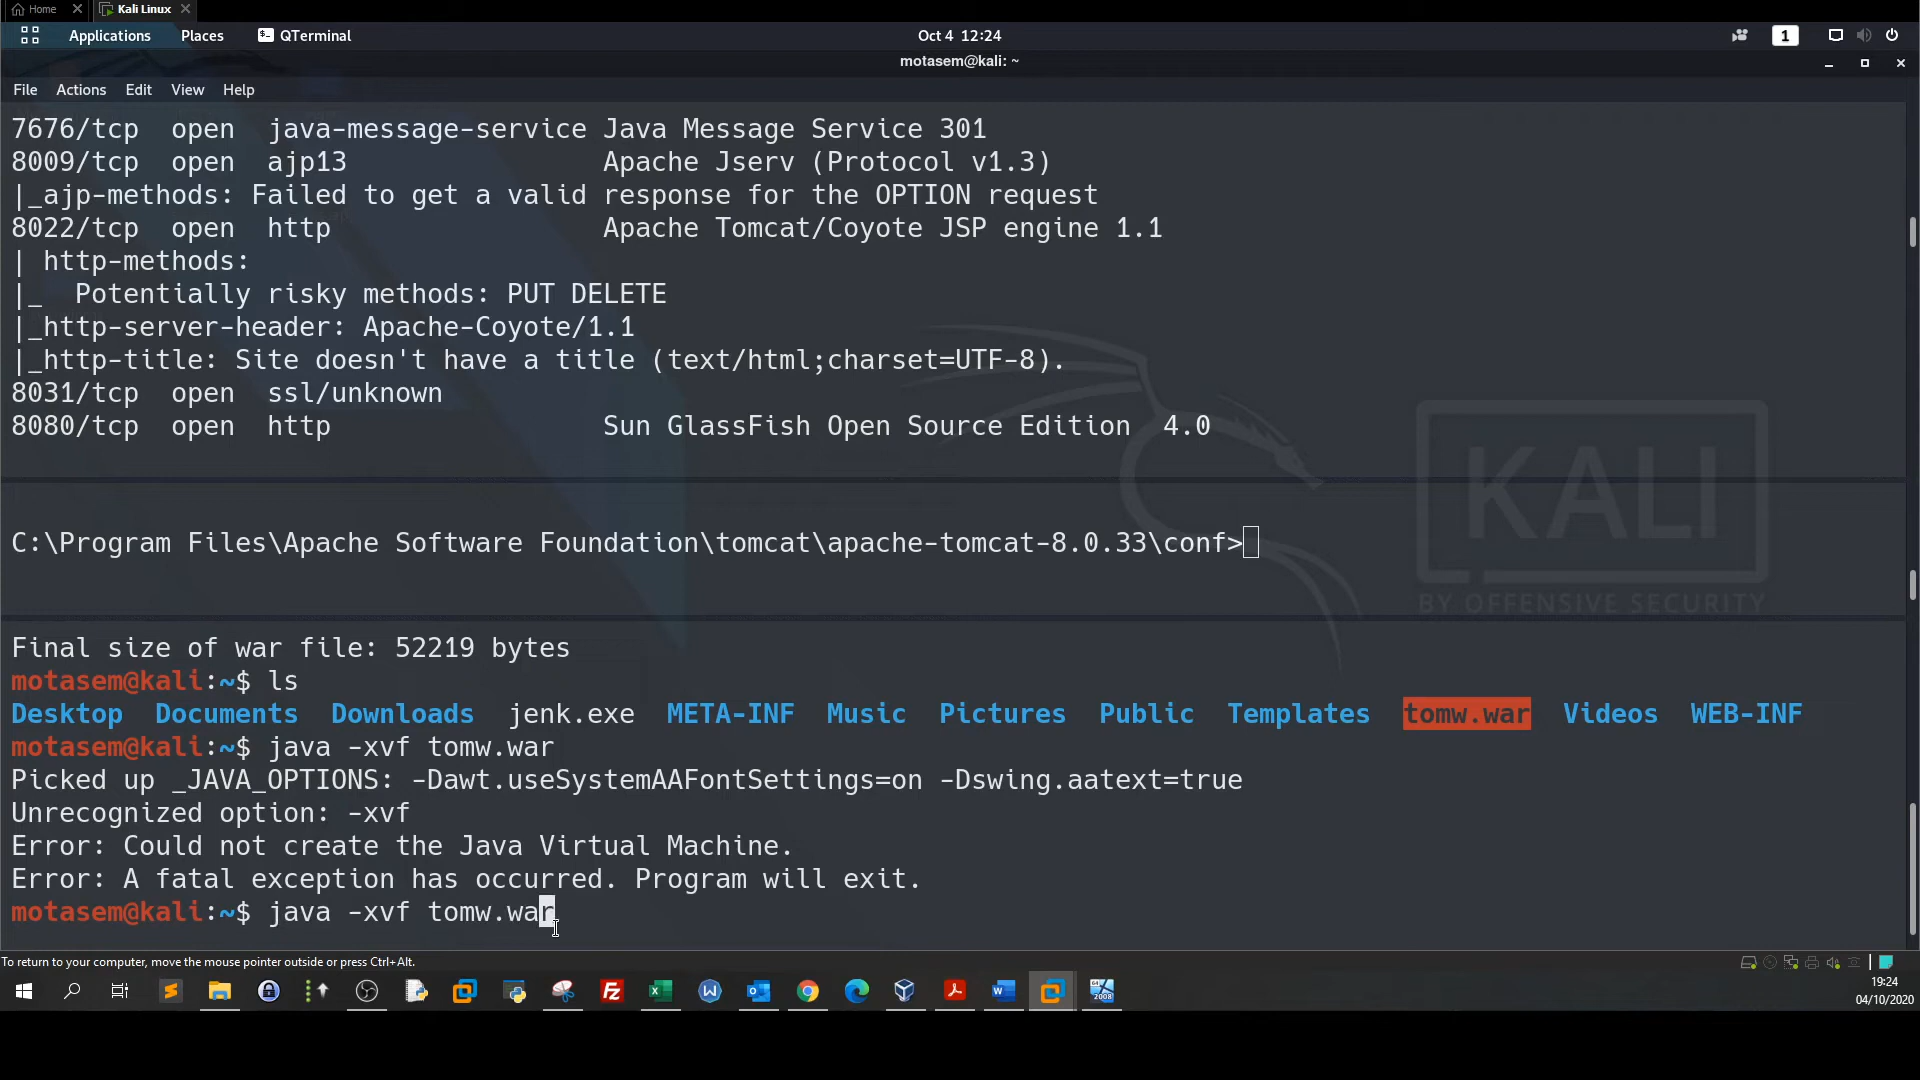 Home
Kali Linux
Applications Places QTerminal Oct 4 12:24 1
motasem@kali: ~
File Actions Edit View Help
7676/tcp open java-message-service Java Message Service 301
8009/tcp open ajp13 Apache Jserv (Protocol v1.3)
|_ajp-methods: Failed to get a valid response for the OPTION request
8022/tcp open http Apache Tomcat/Coyote JSP engine 1.1
| http-methods:
|_ Potentially risky methods: PUT DELETE
|_http-server-header: Apache-Coyote/1.1
|_http-title: Site doesn't have a title (text/html;charset=UTF-8).
8031/tcp open ssl/unknown
8080/tcp open http Sun GlassFish Open Source Edition 4.0
KALI
BY OFFENSIVE SECURITY
C:\Program Files\Apache Software Foundation\tomcat\apache-tomcat-8.0.33\conf>
Final size of war file: 52219 bytes
motasem@kali:~$ ls
Desktop Documents Downloads jenk.exe META-INF Music Pictures Public Templates tomw.war Videos WEB-INF
motasem@kali:~$ java -xvf tomw.war
Picked up _JAVA_OPTIONS: -Dawt.useSystemAAFontSettings=on -Dswing.aatext=true
Unrecognized option: -xvf
Error: Could not create the Java Virtual Machine.
Error: A fatal exception has occurred. Program will exit.
motasem@kali:~$ java -xvf tomw.war
To return to your computer, move the mouse pointer outside or press Ctrl+Alt.
19:24
04/10/2020